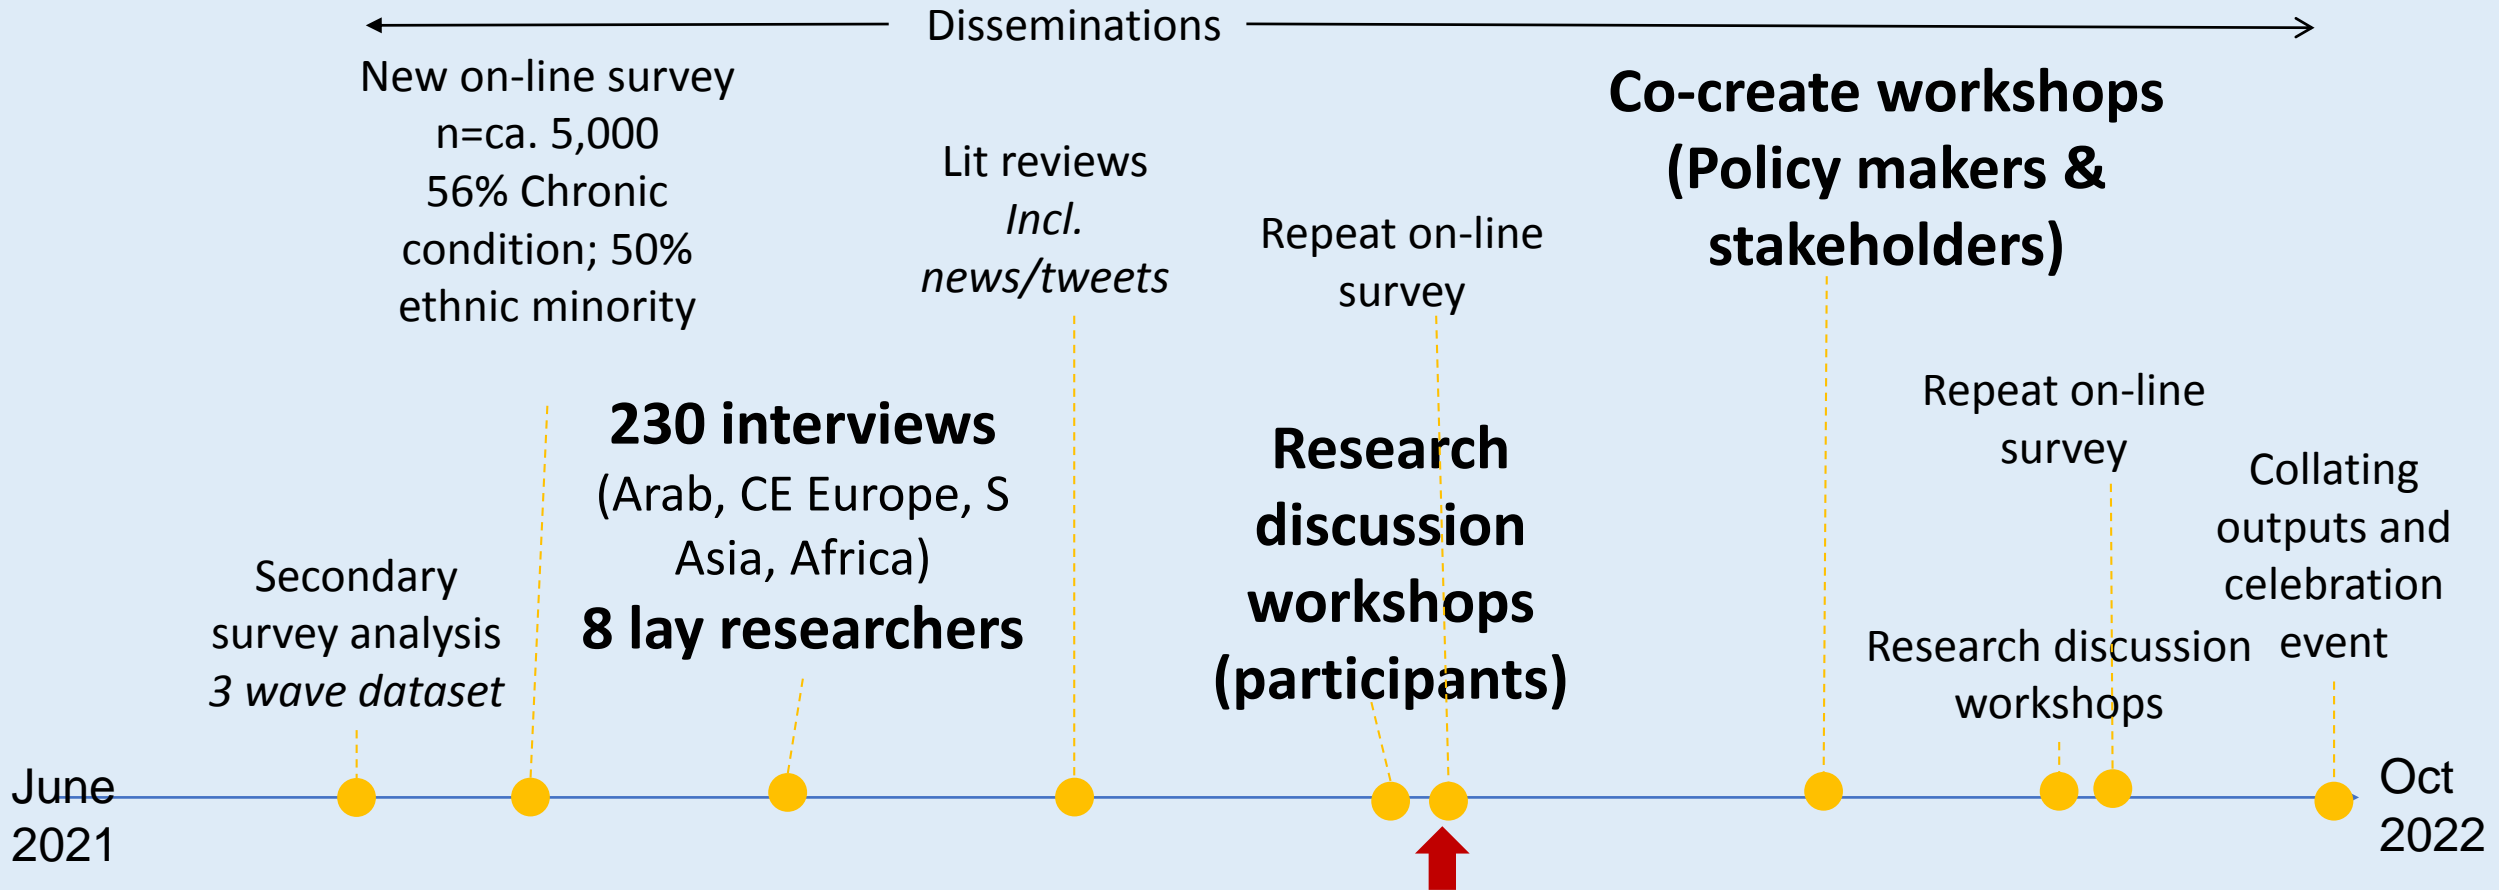 Disseminations
New on-line survey
n=ca. 5,000
56% Chronic
condition; 50%
ethnic minority
Lit reviews
Incl.
news/tweets
Repeat on-line
survey
Co-create workshops
(Policy makers &
stakeholders)
Secondary
survey analysis
3 wave dataset
230 interviews
(Arab, CE Europe, S
Asia, Africa)
8 lay researchers
Research
discussion
workshops
(participants)
Repeat on-line
survey
Research discussion
workshops
Collating
outputs and
celebration
event
June
2021
Oct
2022